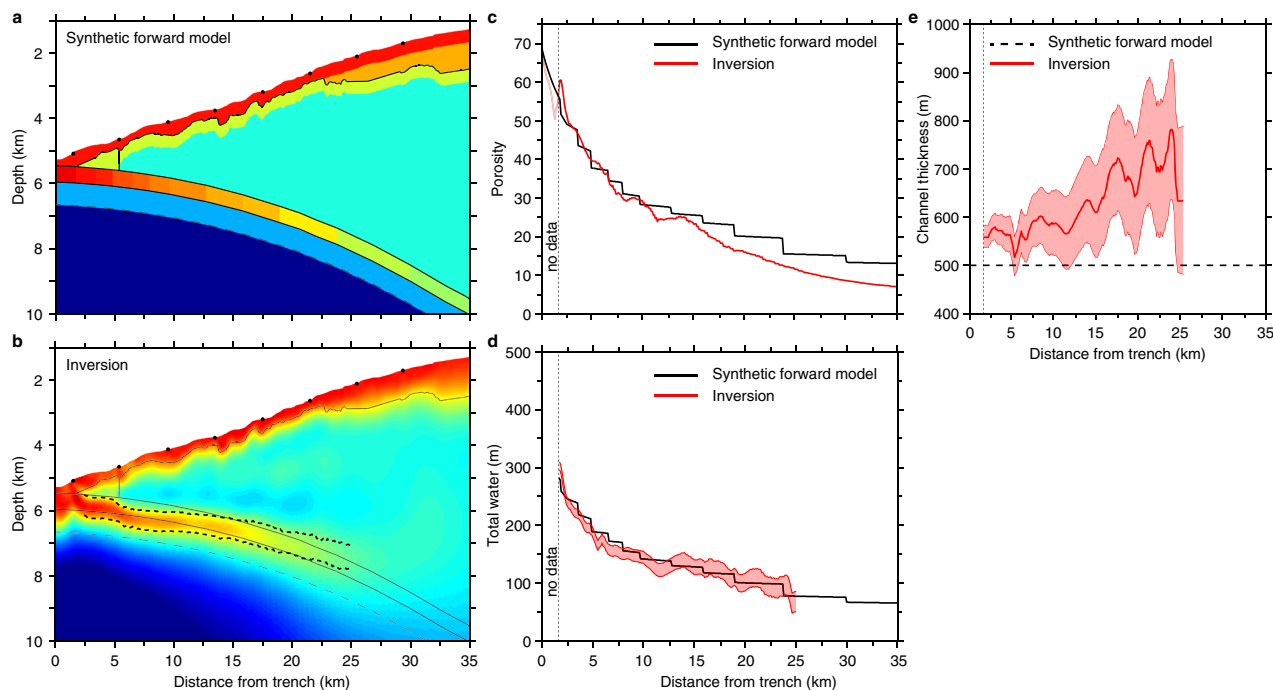 a
Synthetic forward model
Depth (km)
2
4
6
8
10
b
Inversion
Depth (km)
2
4
6
8
10
0 5 10 15 20 25 30 35
Distance from trench (km)
c
Synthetic forward model
Inversion
Porosity
no data
70
60
50
40
30
20
10
0
0 5 10 15 20 25 30 35
d
Synthetic forward model
Inversion
Total water (m)
no data
500
400
300
200
100
0
0 5 10 15 20 25 30 35
Distance from trench (km)
e
Synthetic forward model
Inversion
Channel thickness (m)
1000
900
800
700
600
500
400
300
0 5 10 15 20 25 30 35
Distance from trench (km)